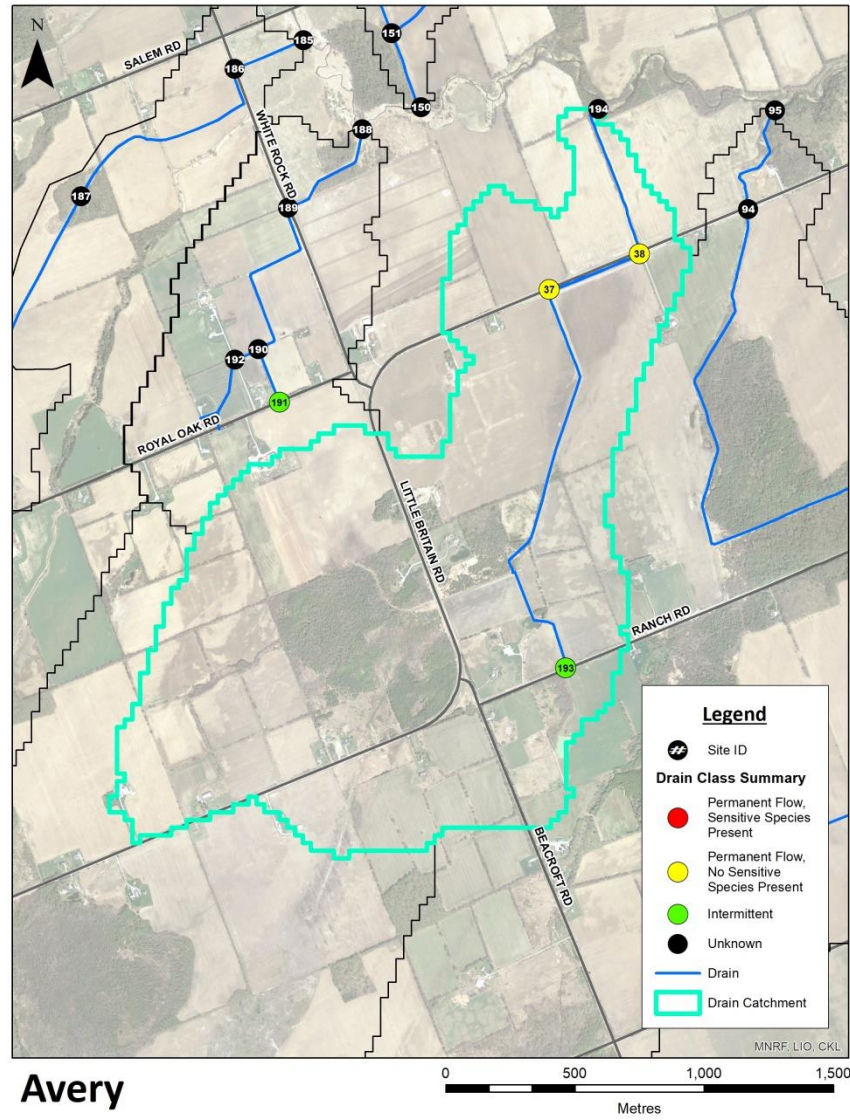 N
SALEM RD
185
151
186
150
194
95
WHITE ROCK RD
188
187
189
94
38
37
190
192
191
ROYAL OAK RD
LITTLE BRITAIN RD
RANCH RD
193
BEACROFT RD
Legend
# Site ID
Drain Class Summary
Permanent Flow,
Sensitive Species
Present
Permanent Flow,
No Sensitive
Species Present
Intermittent
Unknown
Drain
Drain Catchment
MNRF, LIO, CKL
Avery
0 500 1,000 1,500
Metres